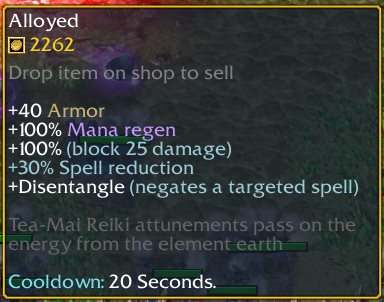 Alloyed
2262
Drop item on shop to sell
+40 Armor
+100% Mana regen
+100% (block 25 damage)
+30% Spell reduction
+Disentangle (negates a targeted spell)
Tea-Mai Reiki attunements pass on the
energy from the element earth
Cooldown: 20 Seconds.